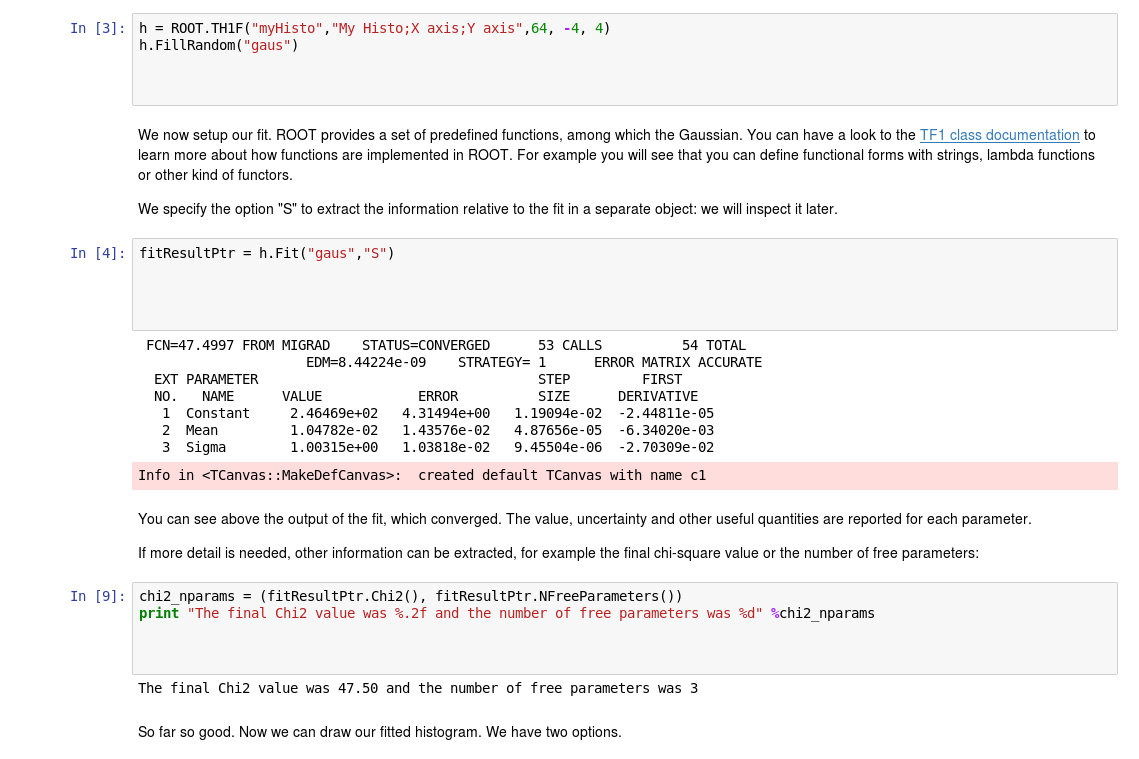 In [3]: h = ROOT.TH1F("myHisto","My Histo;X axis;Y axis",64, -4, 4)
h.FillRandom("gaus")
We now setup our fit. ROOT provides a set of predefined functions, among which the Gaussian. You can have a look to the TF1 class documentation to
learn more about how functions are implemented in ROOT. For example you will see that you can define functional forms with strings, lambda functions
or other kind of functors.
We specify the option "S" to extract the information relative to the fit in a separate object: we will inspect it later.
In [4]: fitResultPtr = h.Fit("gaus","S")
FCN=47.4997 FROM MIGRAD    STATUS=CONVERGED      53 CALLS          54 TOTAL
EDM=8.44224e-09    STRATEGY= 1      ERROR MATRIX ACCURATE
EXT PARAMETER                                   STEP         FIRST
NO.   NAME      VALUE            ERROR          SIZE      DERIVATIVE
1  Constant     2.46469e+02   4.31494e+00   1.19094e-02  -2.44811e-05
2  Mean         1.04782e-02   1.43576e-02   4.87656e-05  -6.34020e-03
3  Sigma        1.00315e+00   1.03818e-02   9.45504e-06  -2.70309e-02
Info in <TCanvas::MakeDefCanvas>:  created default TCanvas with name c1
You can see above the output of the fit, which converged. The value, uncertainty and other useful quantities are reported for each parameter.
If more detail is needed, other information can be extracted, for example the final chi-square value or the number of free parameters:
In [9]: chi2_nparams = (fitResultPtr.Chi2(), fitResultPtr.NFreeParameters())
print "The final Chi2 value was %.2f and the number of free parameters was %d" %chi2_nparams
The final Chi2 value was 47.50 and the number of free parameters was 3
So far so good. Now we can draw our fitted histogram. We have two options.